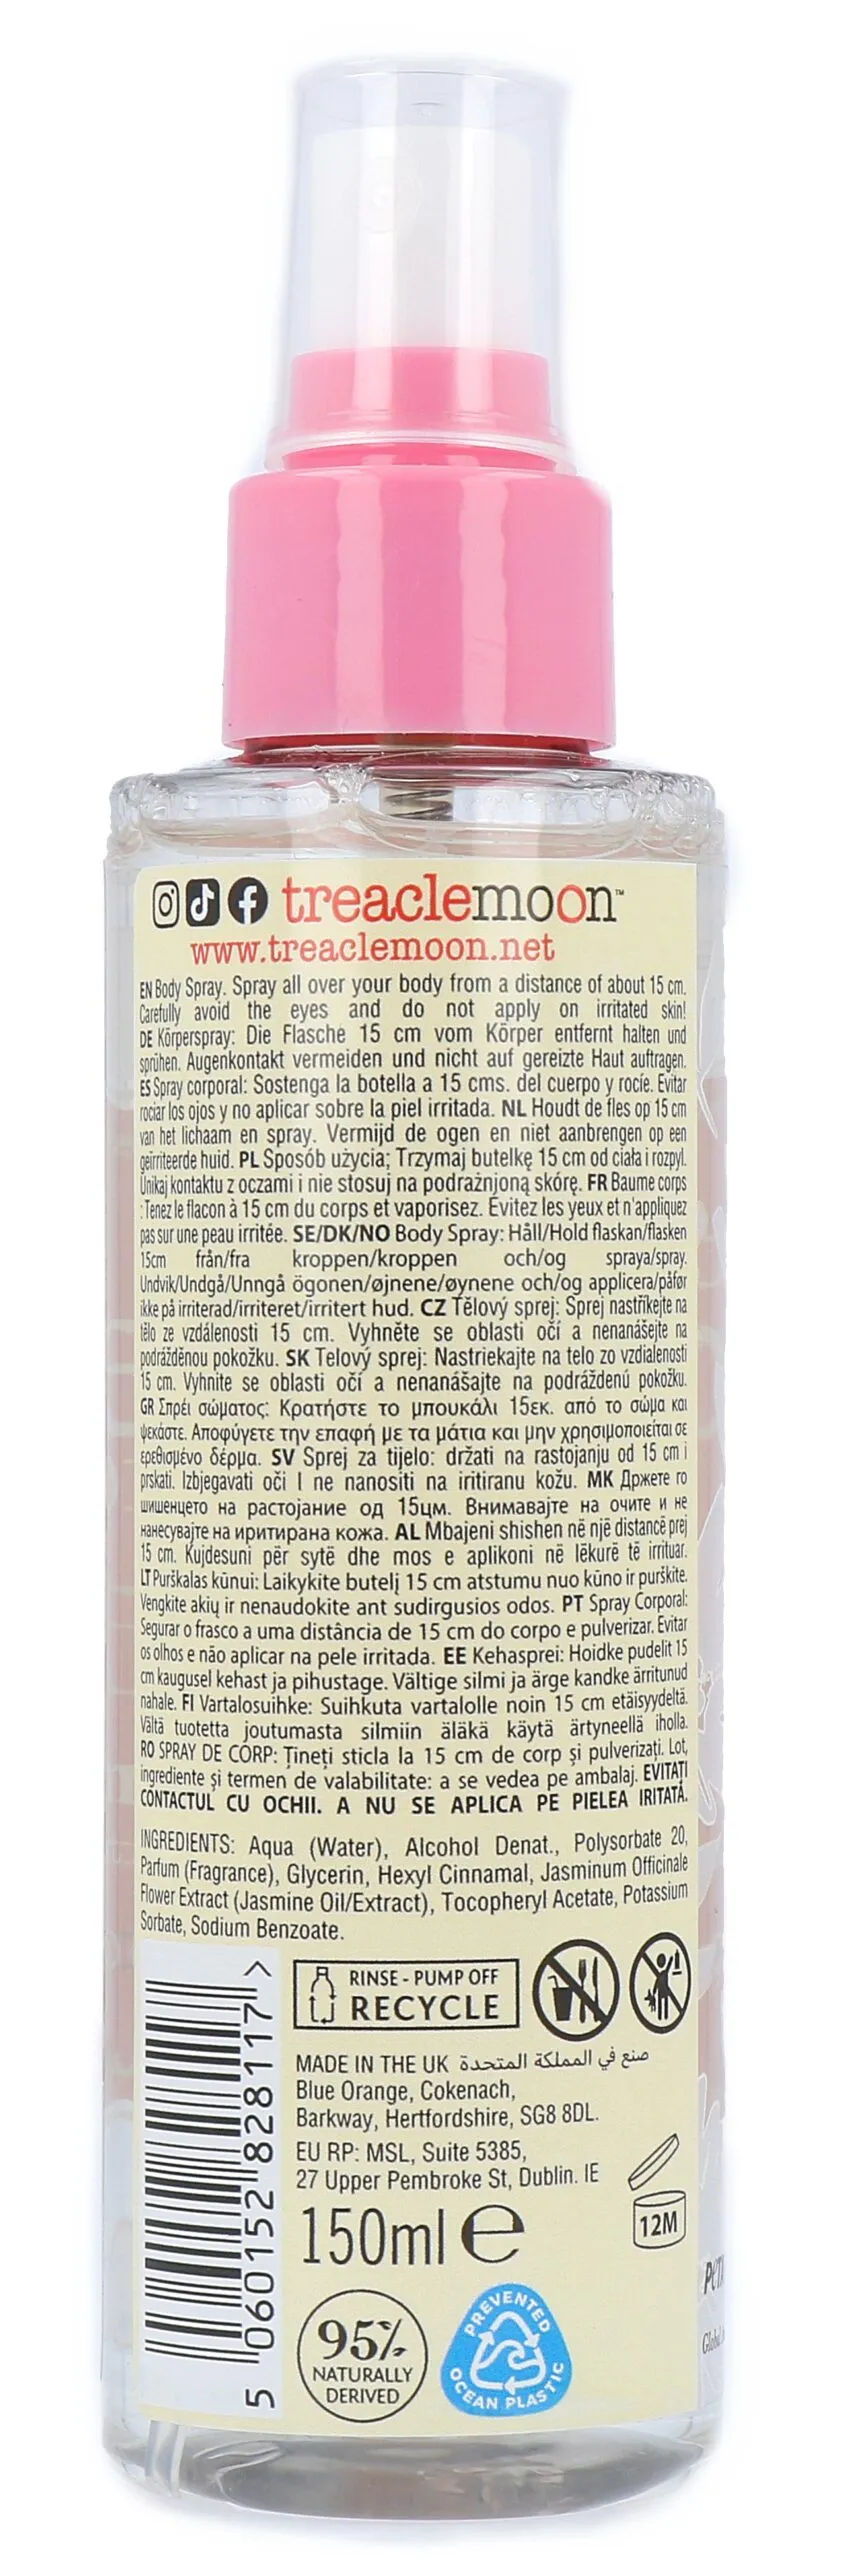 treaclemoon™
www.treaclemoon.net
EN Body Spray. Spray all over your body from a distance of about 15 cm.
Carefully avoid the eyes and do not apply on irritated skin!
DE Körperspray: Die Flasche 15 cm vom Körper entfernt halten und
sprühen. Augenkontakt vermeiden und nicht auf gereizte Haut auftragen.
ES Spray corporal: Sostenga la botella a 15 cms. del cuerpo y rocíe. Evitar
rociar los ojos y no aplicar sobre la piel irritada. NL Houdt de fles op 15 cm
van het lichaam en spray. Vermijd de ogen en niet aanbrengen op een
geïrriteerde huid. PL Sposób użycia; Trzymaj butelkę 15 cm od ciała i rozpyl.
Unikaj kontaktu z oczami i nie stosuj na podrażnjoną skórę. FR Baume corps
: Tenez le flacon à 15 cm du corps et vaporisez. Évitez les yeux et n'appliquez
pas sur une peau irritée. SE/DK/NO Body Spray: Håll/Hold flaskan/flasken
15cm från/fra kroppen/kroppen och/og spraya/spray.
Undvik/Undgå/Unngå ögonen/øjnene/øynene och/og applicera/påfør
ikke på irriterad/irriteret/irritert hud. CZ Tělový sprej: Sprej nastříkejte na
tělo ze vzdálenosti 15 cm. Vyhněte se oblasti očí a nenanášejte na
podrážděnou pokožku. SK Telový sprej: Nastriekajte na telo zo vzdialenosti
15 cm. Vyhnite se oblasti očí a nenanášajte na podráždenú pokožku.
GR Σπρέι σώματος: Κρατήστε το μπουκάλι 15εκ. από το σώμα και
ψεκάστε. Αποφύγετε την επαφή με τα μάτια και μην χρησιμοποιείται σε
ερεθισμένο δέρμα. SV Sprej za tijelo: držati na rastojanju od 15 cm i
prskati. Izbjegavati oči I ne nanositi na iritiranu kožu. MK Држете го
шишенцето на растојание од 15цм. Внимавајте на очите и не
нанесувајте на иритирана кожа. AL Mbajeni shishen në një distancë prej
15 cm. Kujdesuni për sytë dhe mos e aplikoni në lëkurë të irrituar.
LT Purškalas kūnui: Laikykite butelį 15 cm atstumu nuo kūno ir purškite.
Vengkite akių ir nenaudokite ant sudirgusios odos. PT Spray Corporal:
Segurar o frasco a uma distância de 15 cm do corpo e pulverizar. Evitar
os olhos e não aplicar na pele irritada. EE Kehasprei: Hoidke pudelit 15
cm kaugusel kehast ja pihustage. Vältige silmi ja ärge kandke ärritunud
nahale. FI Vartalosuihke: Suihkuta vartalolle noin 15 cm etäisyydeltä.
Vältä tuotetta joutumasta silmiin äläkä käytä ärtyneellä iholla.
RO SPRAY DE CORP: Țineți sticla la 15 cm de corp și pulverizați. Lot,
ingrediente și termen de valabilitate: a se vedea pe ambalaj. EVITAȚI
CONTACTUL CU OCHII. A NU SE APLICA PE PIELEA IRITATĂ.
INGREDIENTS: Aqua (Water), Alcohol Denat., Polysorbate 20,
Parfum (Fragrance), Glycerin, Hexyl Cinnamal, Jasminum Officinale
Flower Extract (Jasmine Oil/Extract), Tocopheryl Acetate, Potassium
Sorbate, Sodium Benzoate.
RINSE - PUMP OFF
RECYCLE
MADE IN THE UK صنع في المملكة المتحدة
Blue Orange, Cokenach,
Barkway, Hertfordshire, SG8 8DL.
EU RP: MSL, Suite 5385,
27 Upper Pembroke St, Dublin. IE
12M
150ml ℮
95%
NATURALLY
DERIVED
PREVENTED
OCEAN PLASTIC
5 060152 828117 >